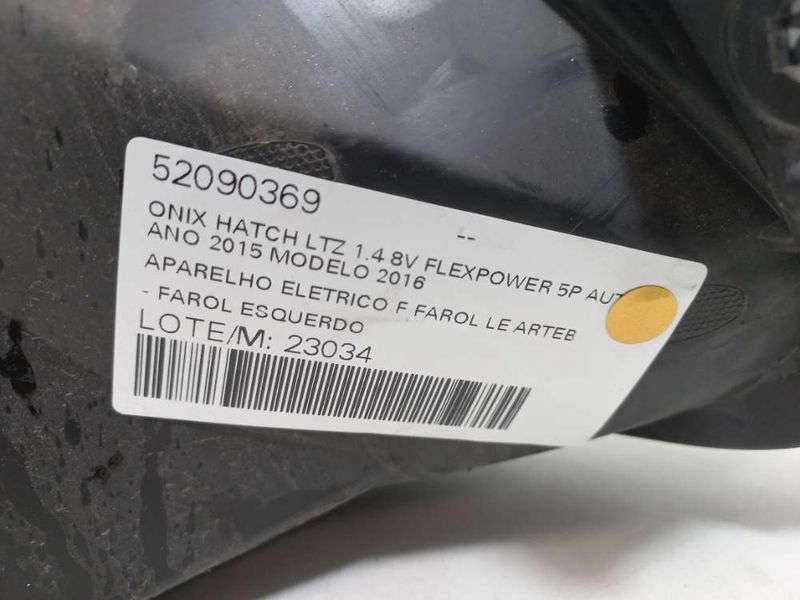 52090369
--
ONIX HATCH LTZ 1.4 8V FLEXPOWER 5P
ANO 2015 MODELO 2016
APARELHO ELETRICO F FAROL LE ARTEB
- FAROL ESQUERDO
LOTE/M: 23034